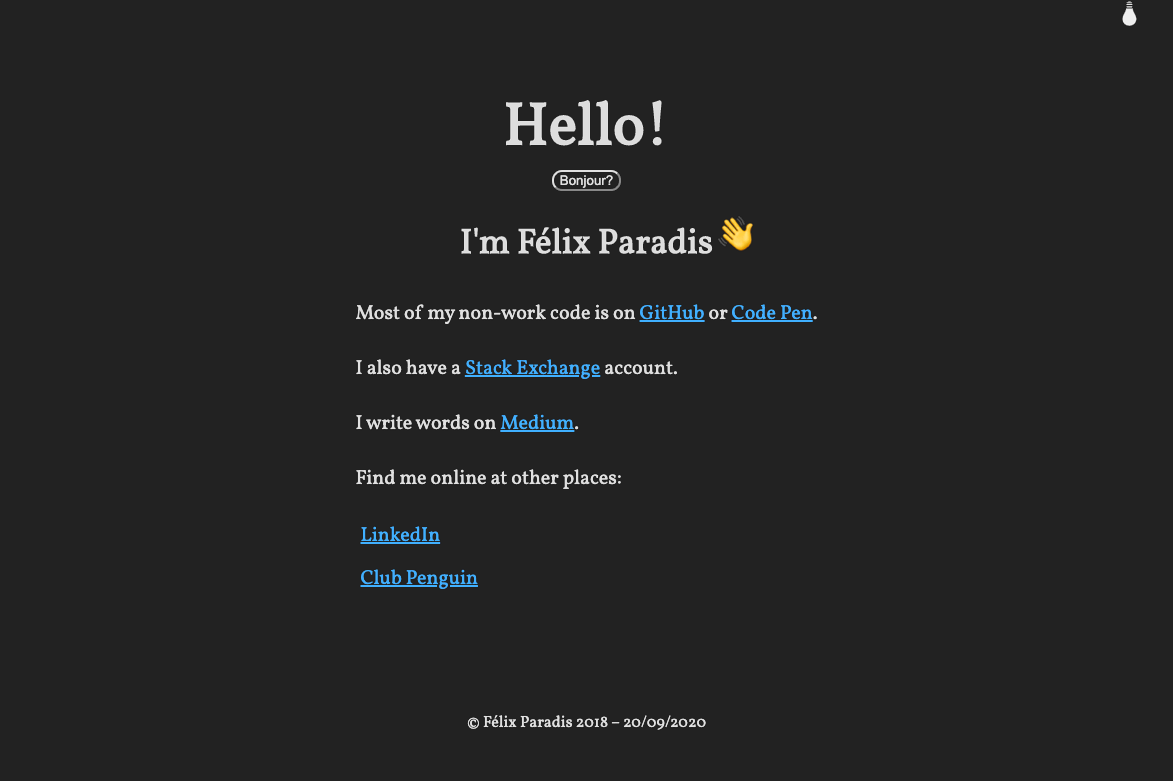 Hello!
Bonjour?
I'm Félix Paradis👋
Most of my non-work code is on GitHub or Code Pen.
I also have a Stack Exchange account.
I write words on Medium.
Find me online at other places:
LinkedIn
Club Penguin
© Félix Paradis 2018 – 20/09/2020